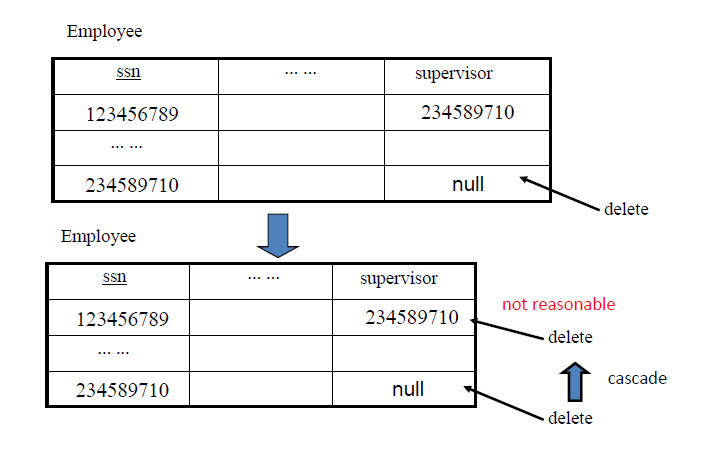 Employee
ssn ... ... supervisor
123456789 234589710
... ...
234589710 null
delete
Employee
ssn ... ... supervisor
not reasonable
123456789 234589710
delete
... ...
cascade
234589710 null
delete